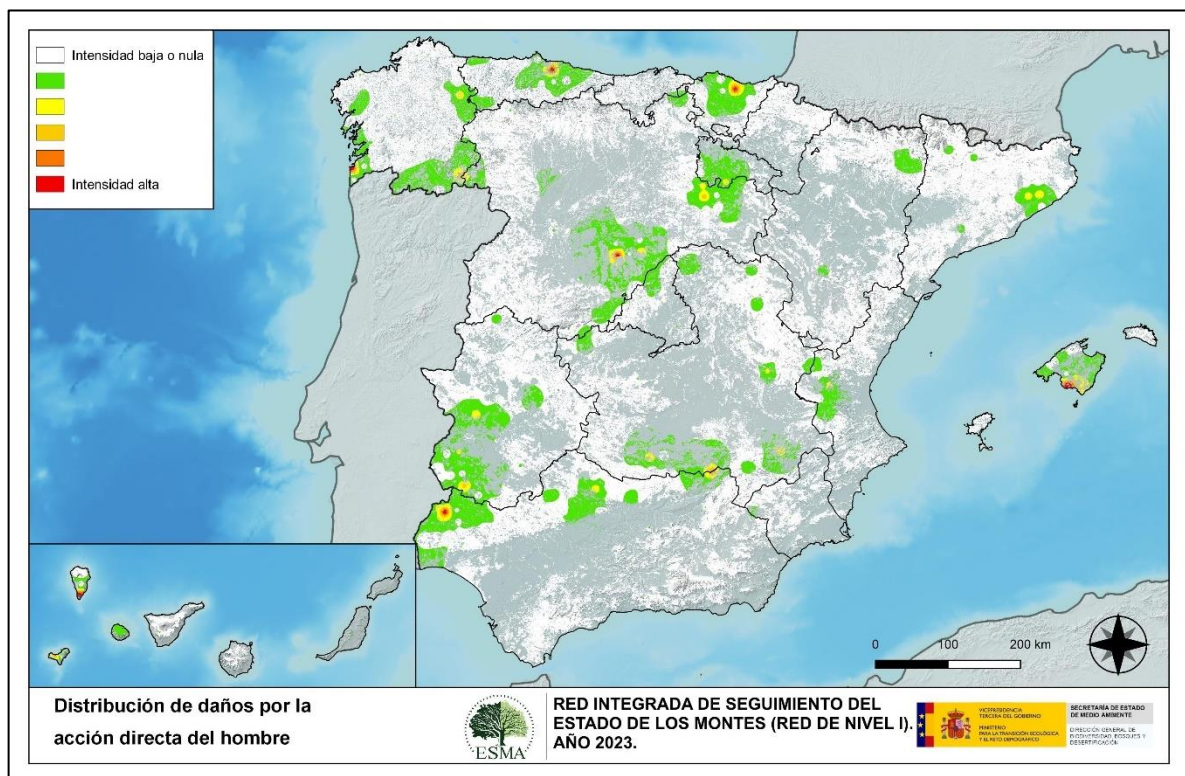 Intensidad baja o nula
Intensidad alta
0 100 200 km
Distribución de daños por la
acción directa del hombre
ESMA
RED INTEGRADA DE SEGUIMIENTO DEL
ESTADO DE LOS MONTES (RED DE NIVEL I).
AÑO 2023.
VICEPRESIDENCIA
TERCERA DEL GOBIERNO
MINISTERIO
PARA LA TRANSICIÓN ECOLÓGICA
Y EL RETO DEMOGRÁFICO
SECRETARÍA DE ESTADO
DE MEDIO AMBIENTE
DIRECCIÓN GENERAL DE
BIODIVERSIDAD, BOSQUES Y
DESERTIFICACIÓN